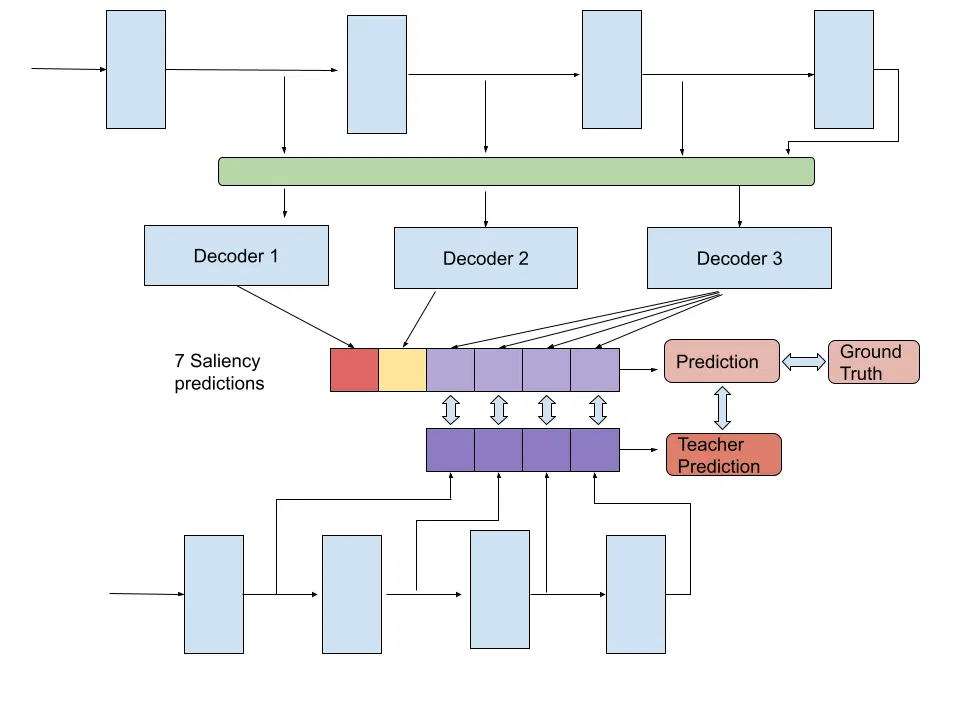 Decoder 1
Decoder 2
Decoder 3
7 Saliency
predictions
Prediction
Ground
Truth
Teacher
Prediction